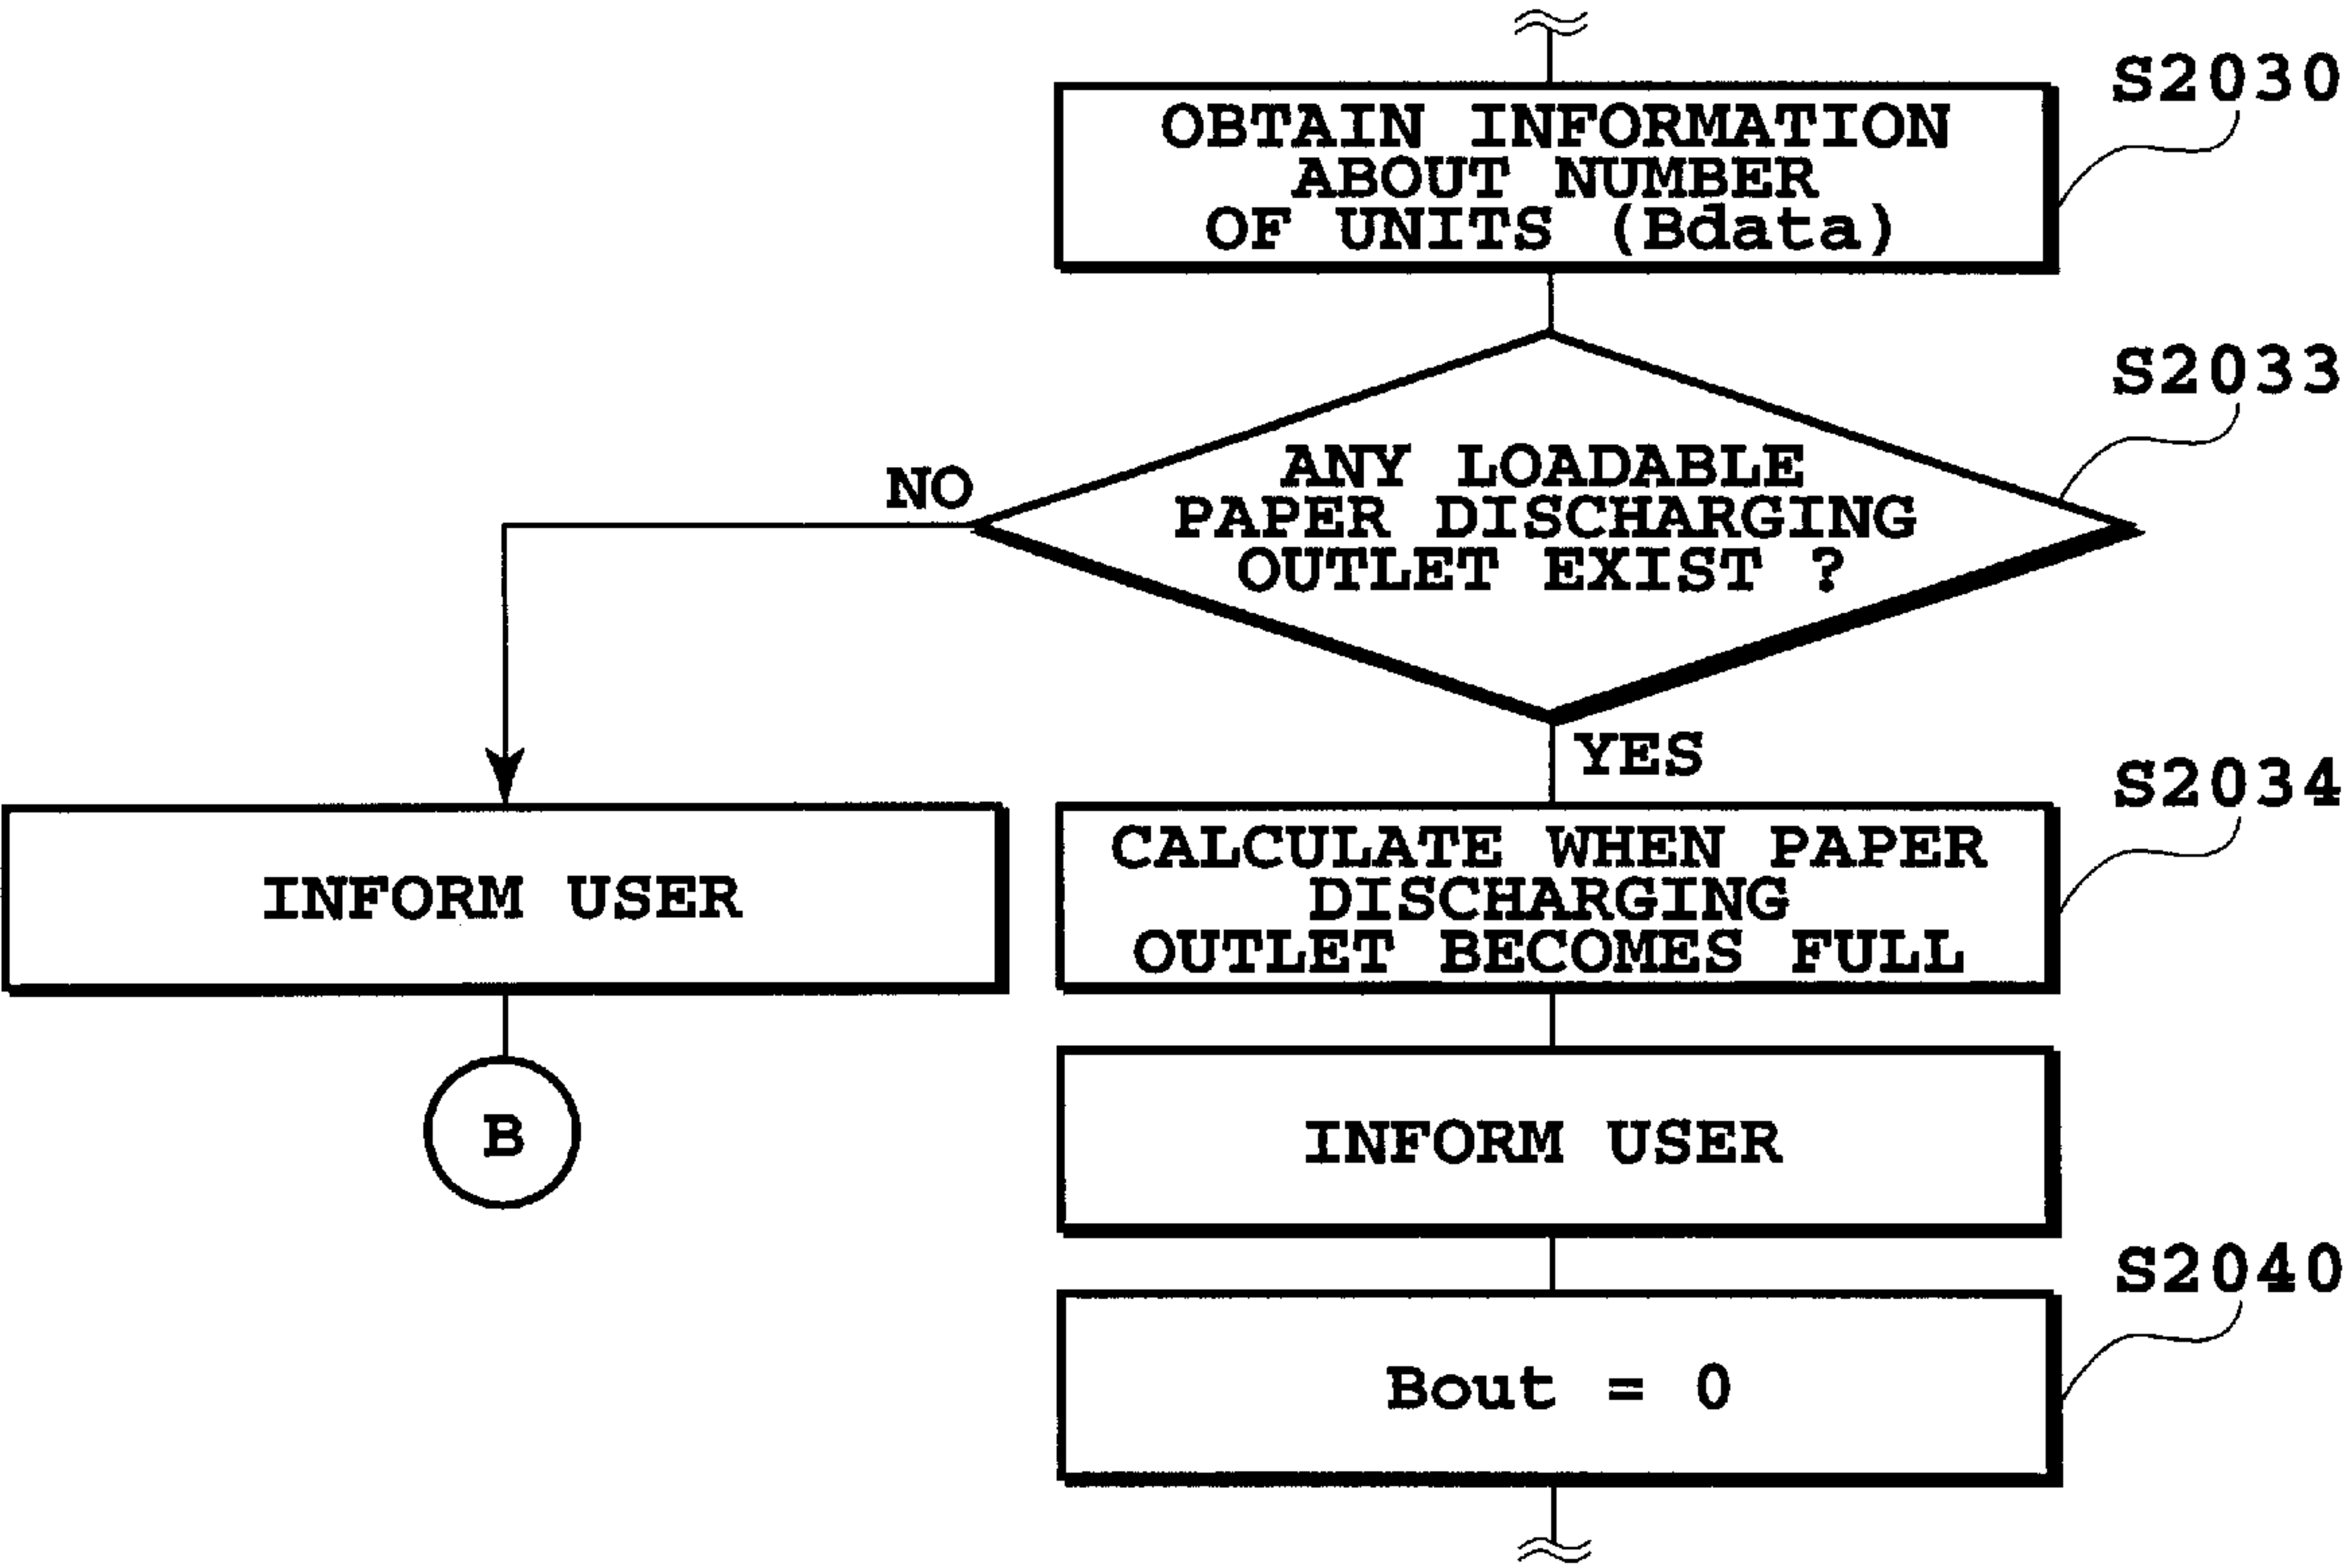 S2030
OBTAIN INFORMATION
ABOUT NUMBER
OF UNITS (Bdata)
S2033
ANY LOADABLE
PAPER DISCHARGING
OUTLET EXIST ?
NO
YES
S2034
INFORM USER
CALCULATE WHEN PAPER
DISCHARGING
OUTLET BECOMES FULL
B
INFORM USER
S2040
Bout = 0